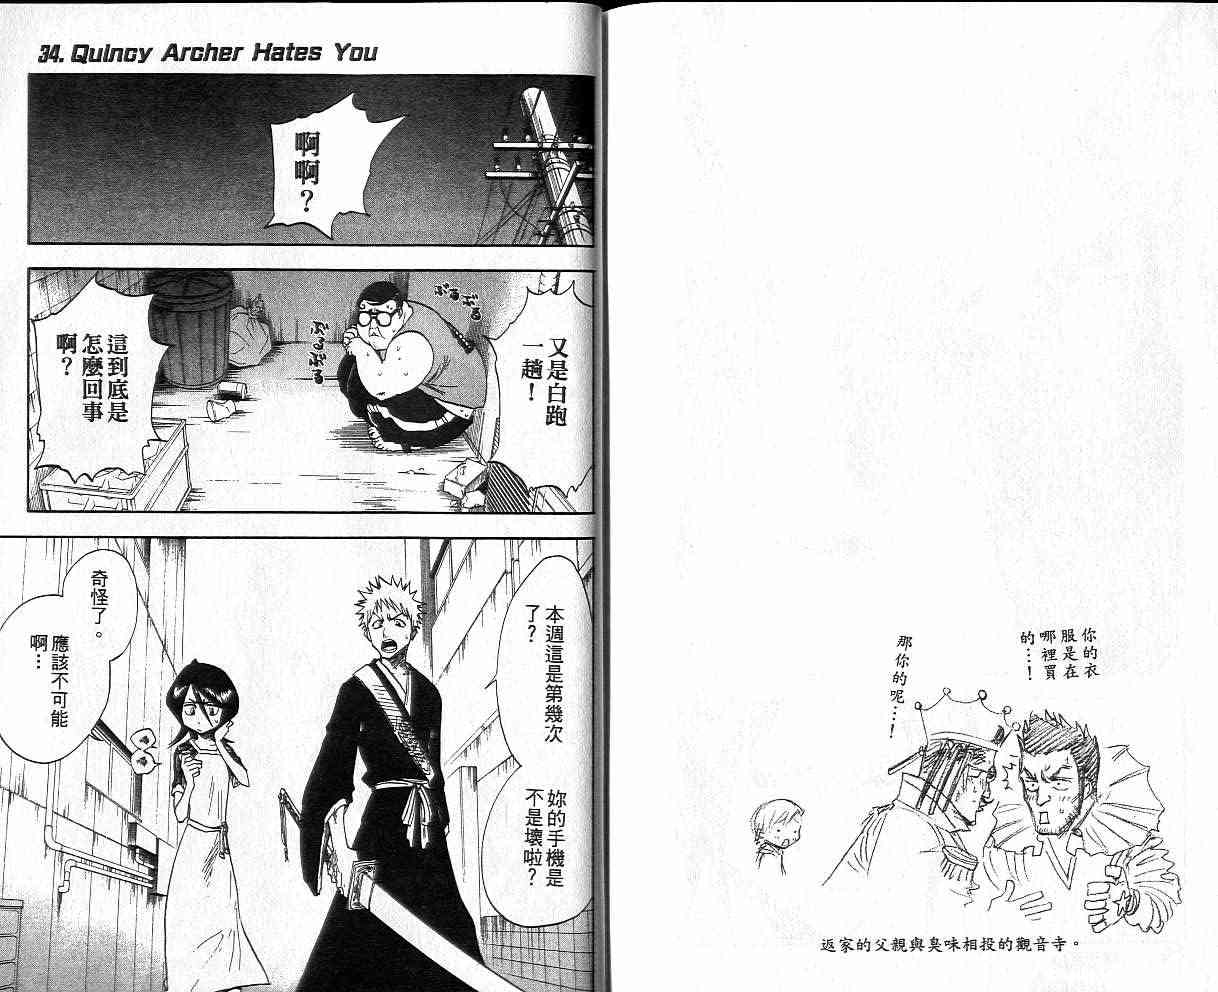 你的衣
服是在
哪裡買
的…！
那你的呢…！
返家的父親與臭味相投的觀音寺。
34. Quincy Archer Hates You
啊
啊？
又是白跑
一趟！
ぶるぶる
ぶるぶる
這到底是
怎麼回事
啊？
本週這是第幾次
了？
妳的手機是
不是壞啦？
奇怪了。
應該不可能
啊…